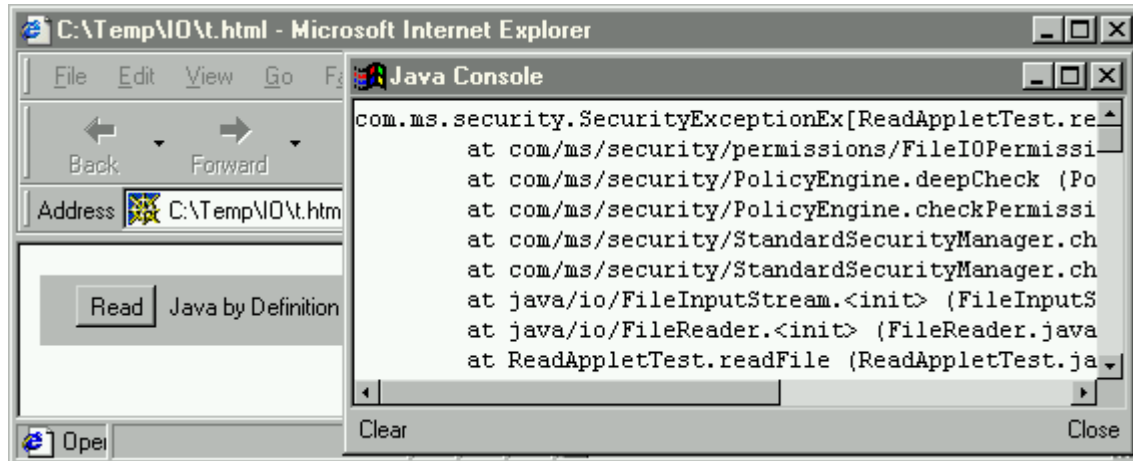 C:\Temp\IO\t.html - Microsoft Internet Explorer
File Edit View Go
Java Console
Back Forward
Address C:\Temp\IO\t.htm
Read Java by Definition
com.ms.security.SecurityExceptionEx[ReadAppletTest.re
at com/ms/security/permissions/FileIOPermissi
at com/ms/security/PolicyEngine.deepCheck (Po
at com/ms/security/PolicyEngine.checkPermissi
at com/ms/security/StandardSecurityManager.ch
at com/ms/security/StandardSecurityManager.ch
at java/io/FileInputStream.<init> (FileInputS
at java/io/FileReader.<init> (FileReader.java
at ReadAppletTest.readFile (ReadAppletTest.ja
Clear Close